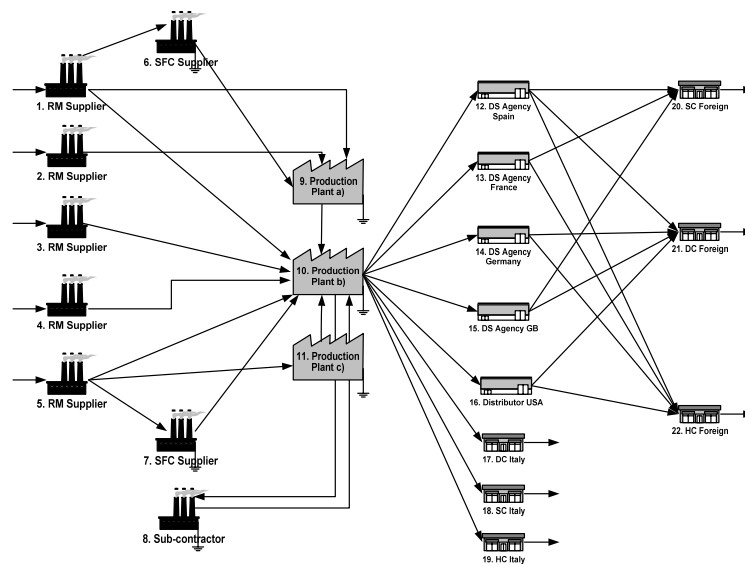 6. SFC Supplier
1. RM Supplier
2. RM Supplier
3. RM Supplier
4. RM Supplier
5. RM Supplier
7. SFC Supplier
8. Sub-contractor
9. Production
Plant a)
10. Production
Plant b)
11. Production
Plant c)
12. DS Agency
Spain
13. DS Agency
France
14. DS Agency
Germany
15. DS Agency GB
16. Distributor USA
17. DC Italy
18. SC Italy
19. HC Italy
20. SC Foreign
21. DC Foreign
22. HC Foreign